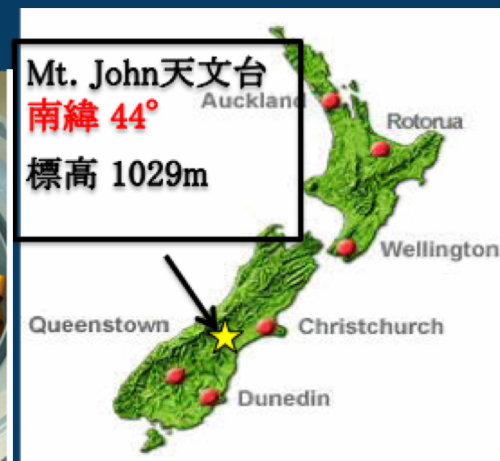 Mt. John天文台
南緯 44°
標高 1029m
Auckland
Rotorua
Wellington
Queenstown
Christchurch
Dunedin